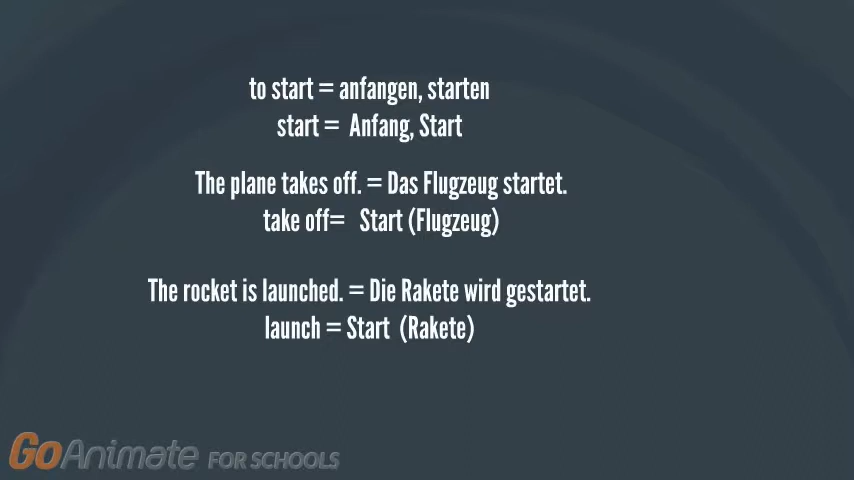 to start = anfangen, starten
start = Anfang, Start
The plane takes off. = Das Flugzeug startet.
take off= Start (Flugzeug)
The rocket is launched. = Die Rakete wird gestartet.
launch = Start (Rakete)
GoAnimate FOR SCHOOLS